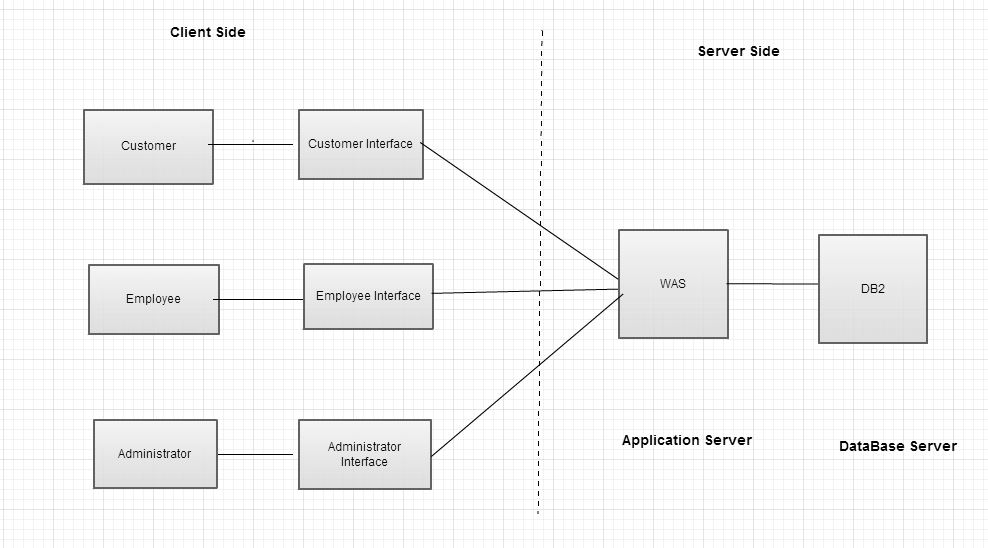 Client Side
Server Side
Customer
Customer Interface
Employee
Employee Interface
WAS
DB2
Administrator
Administrator
Interface
Application Server
DataBase Server